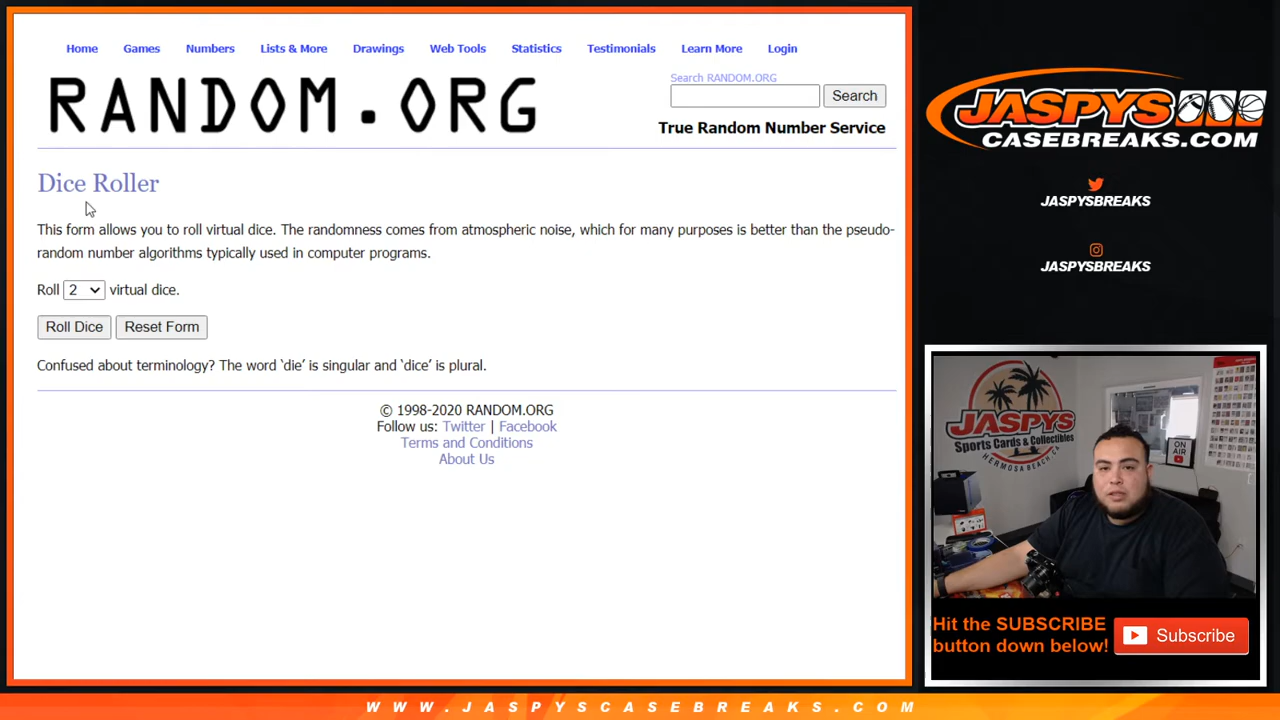 Home Games Numbers Lists & More Drawings Web Tools Statistics Testimonials Learn More Login
RANDOM.ORG
Search RANDOM.ORG
Search
True Random Number Service
Dice Roller
This form allows you to roll virtual dice. The randomness comes from atmospheric noise, which for many purposes is better than the pseudo-
random number algorithms typically used in computer programs.
Roll 2 virtual dice.
Roll Dice Reset Form
Confused about terminology? The word ‘die’ is singular and ‘dice’ is plural.
© 1998-2020 RANDOM.ORG
Follow us: Twitter | Facebook
Terms and Conditions
About Us
JASPYS
CASEBREAKS.COM
JASPYSBREAKS
JASPYSBREAKS
JASPYS
Sports Cards & Collectibles
HERMOSA BEACH CA
ON AIR
Hit the SUBSCRIBE
button down below!
Subscribe
WWW.JASPYSCASEBREAKS.COM